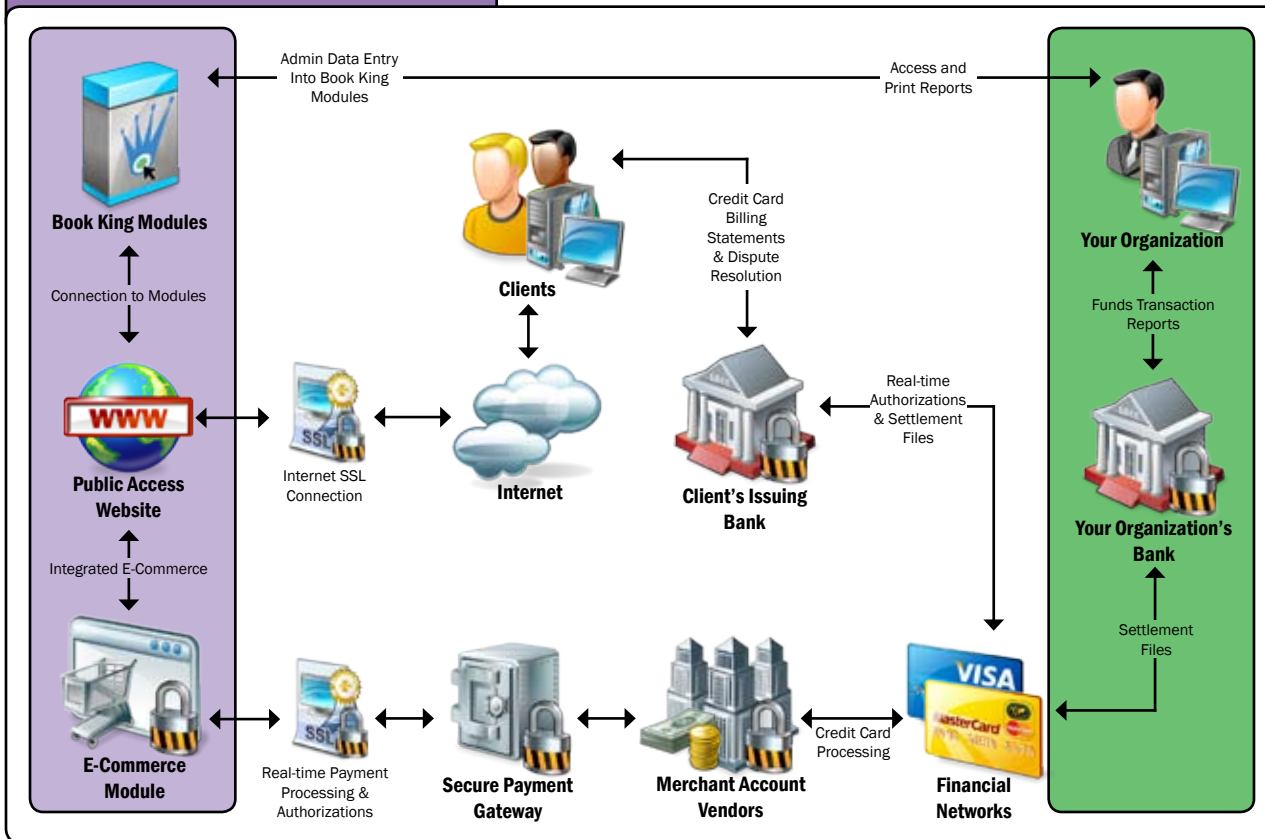 Admin Data Entry
Into Book King
Modules
Access and
Print Reports
Book King Modules
Clients
Credit Card
Billing
Statements
& Dispute
Resolution
Your Organization
Connection to Modules
Funds Transaction
Reports
WWW
Public Access
Website
SSL
Internet SSL
Connection
Internet
Client's Issuing
Bank
Real-time
Authorizations
& Settlement
Files
Your Organization's
Bank
Integrated E-Commerce
Settlement
Files
E-Commerce
Module
SSL
Real-time Payment
Processing &
Authorizations
Secure Payment
Gateway
Merchant Account
Vendors
Credit Card
Processing
VISA
MasterCard
Financial
Networks